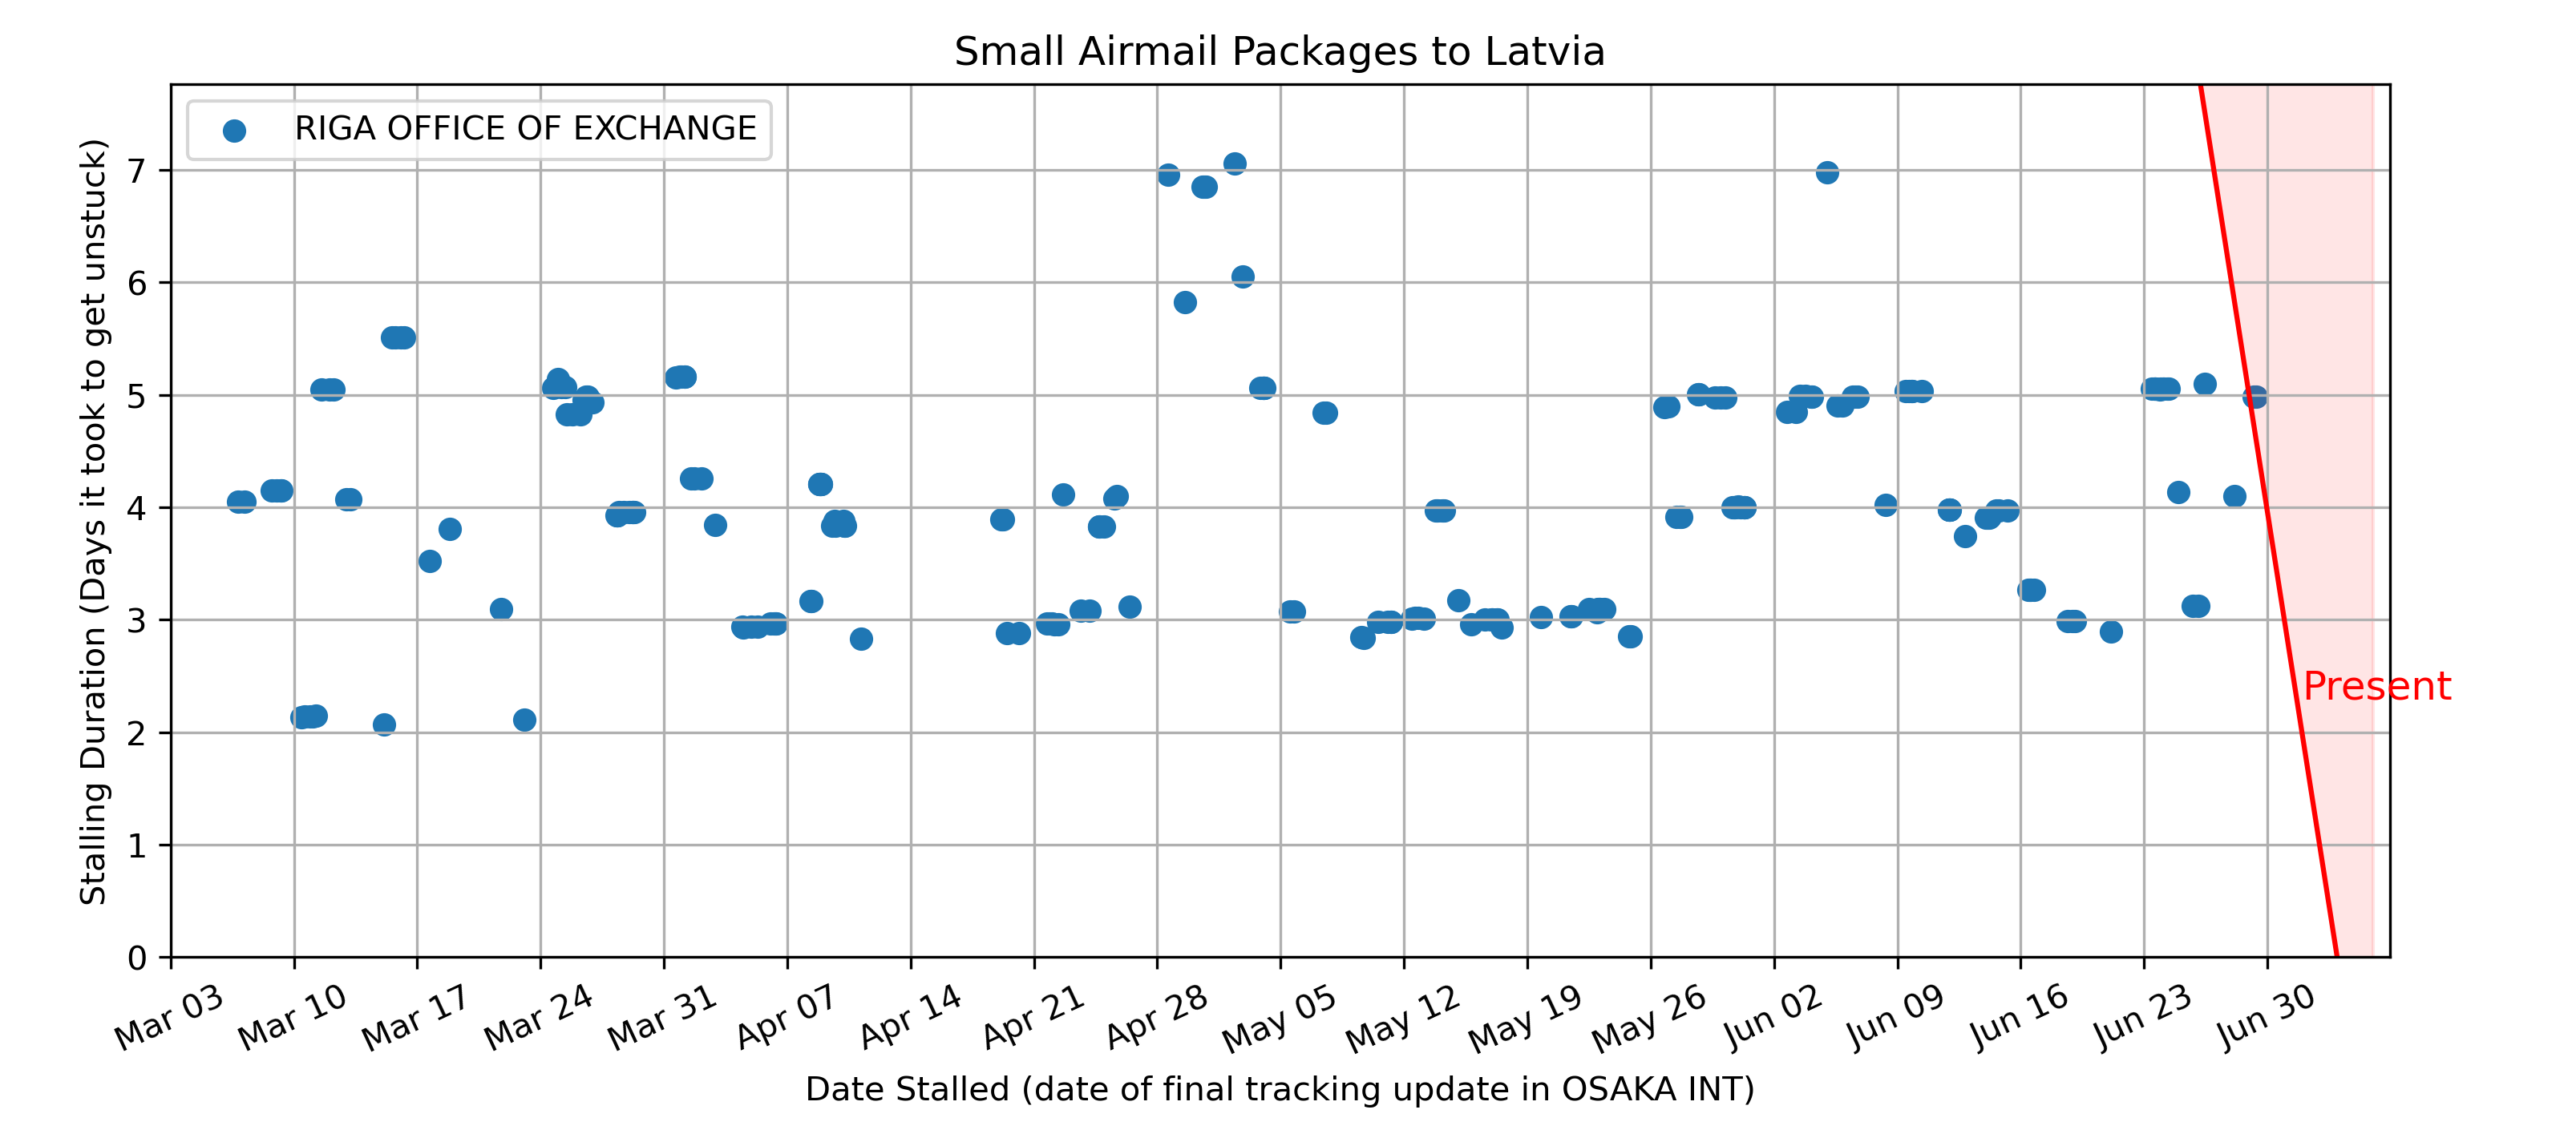 Small Airmail Packages to Latvia
RIGA OFFICE OF EXCHANGE
Stalling Duration (Days it took to get unstuck)
7
6
5
4
3
2
1
0
Present
Mar 03
Mar 10
Mar 17
Mar 24
Mar 31
Apr 07
Apr 14
Apr 21
Apr 28
May 05
May 12
May 19
May 26
Jun 02
Jun 09
Jun 16
Jun 23
Jun 30
Date Stalled (date of final tracking update in OSAKA INT)